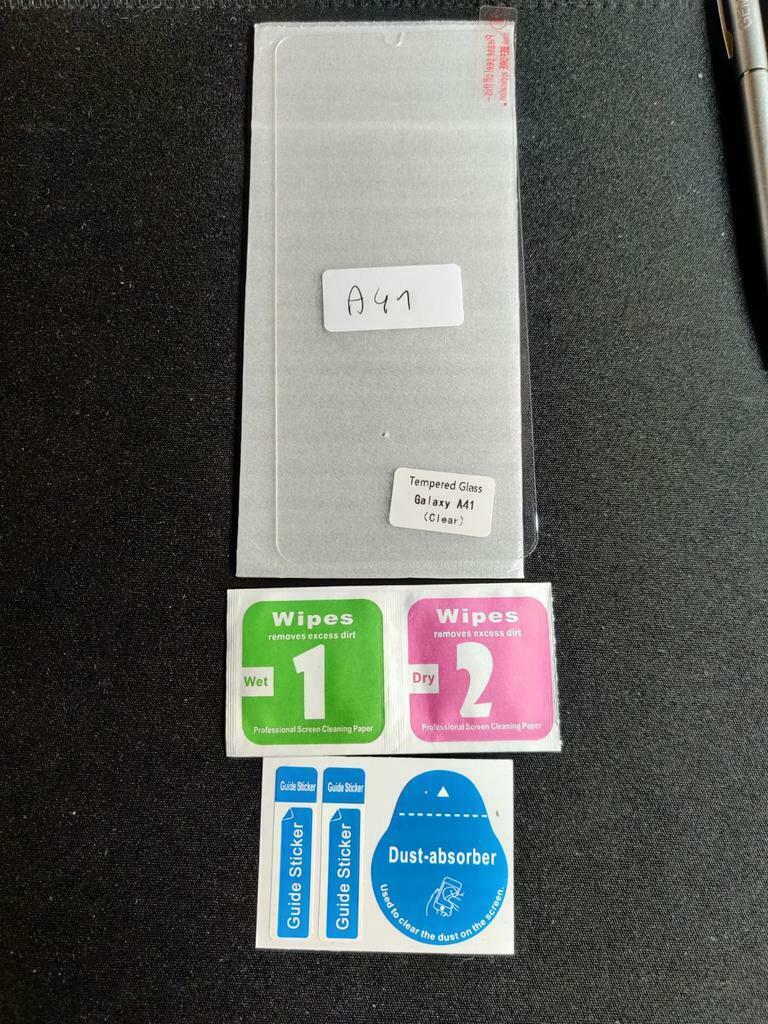 A41
Tempered Glass
Galaxy A41
(Clear)
Wipes
removes excess dirt
Wet
1
Professional Screen Cleaning Paper
Wipes
removes excess dirt
Dry
2
Professional Screen Cleaning Paper
Guide Sticker
Guide Sticker
Guide Sticker
Guide Sticker
Dust-absorber
Used to clear the dust on the screen.